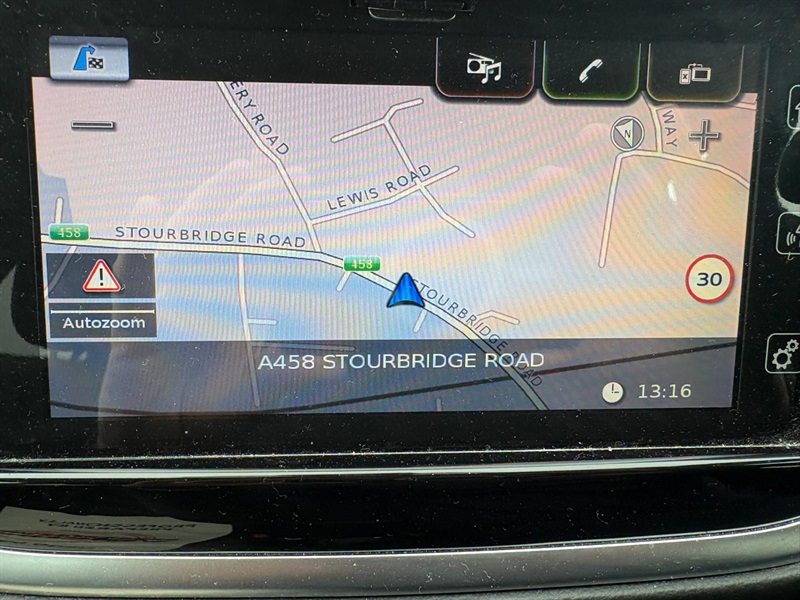 ERY ROAD
WAY
N
LEWIS ROAD
458
STOURBRIDGE ROAD
458
30
TOURBRIDGE ROAD
Autozoom
A458 STOURBRIDGE ROAD
13:16